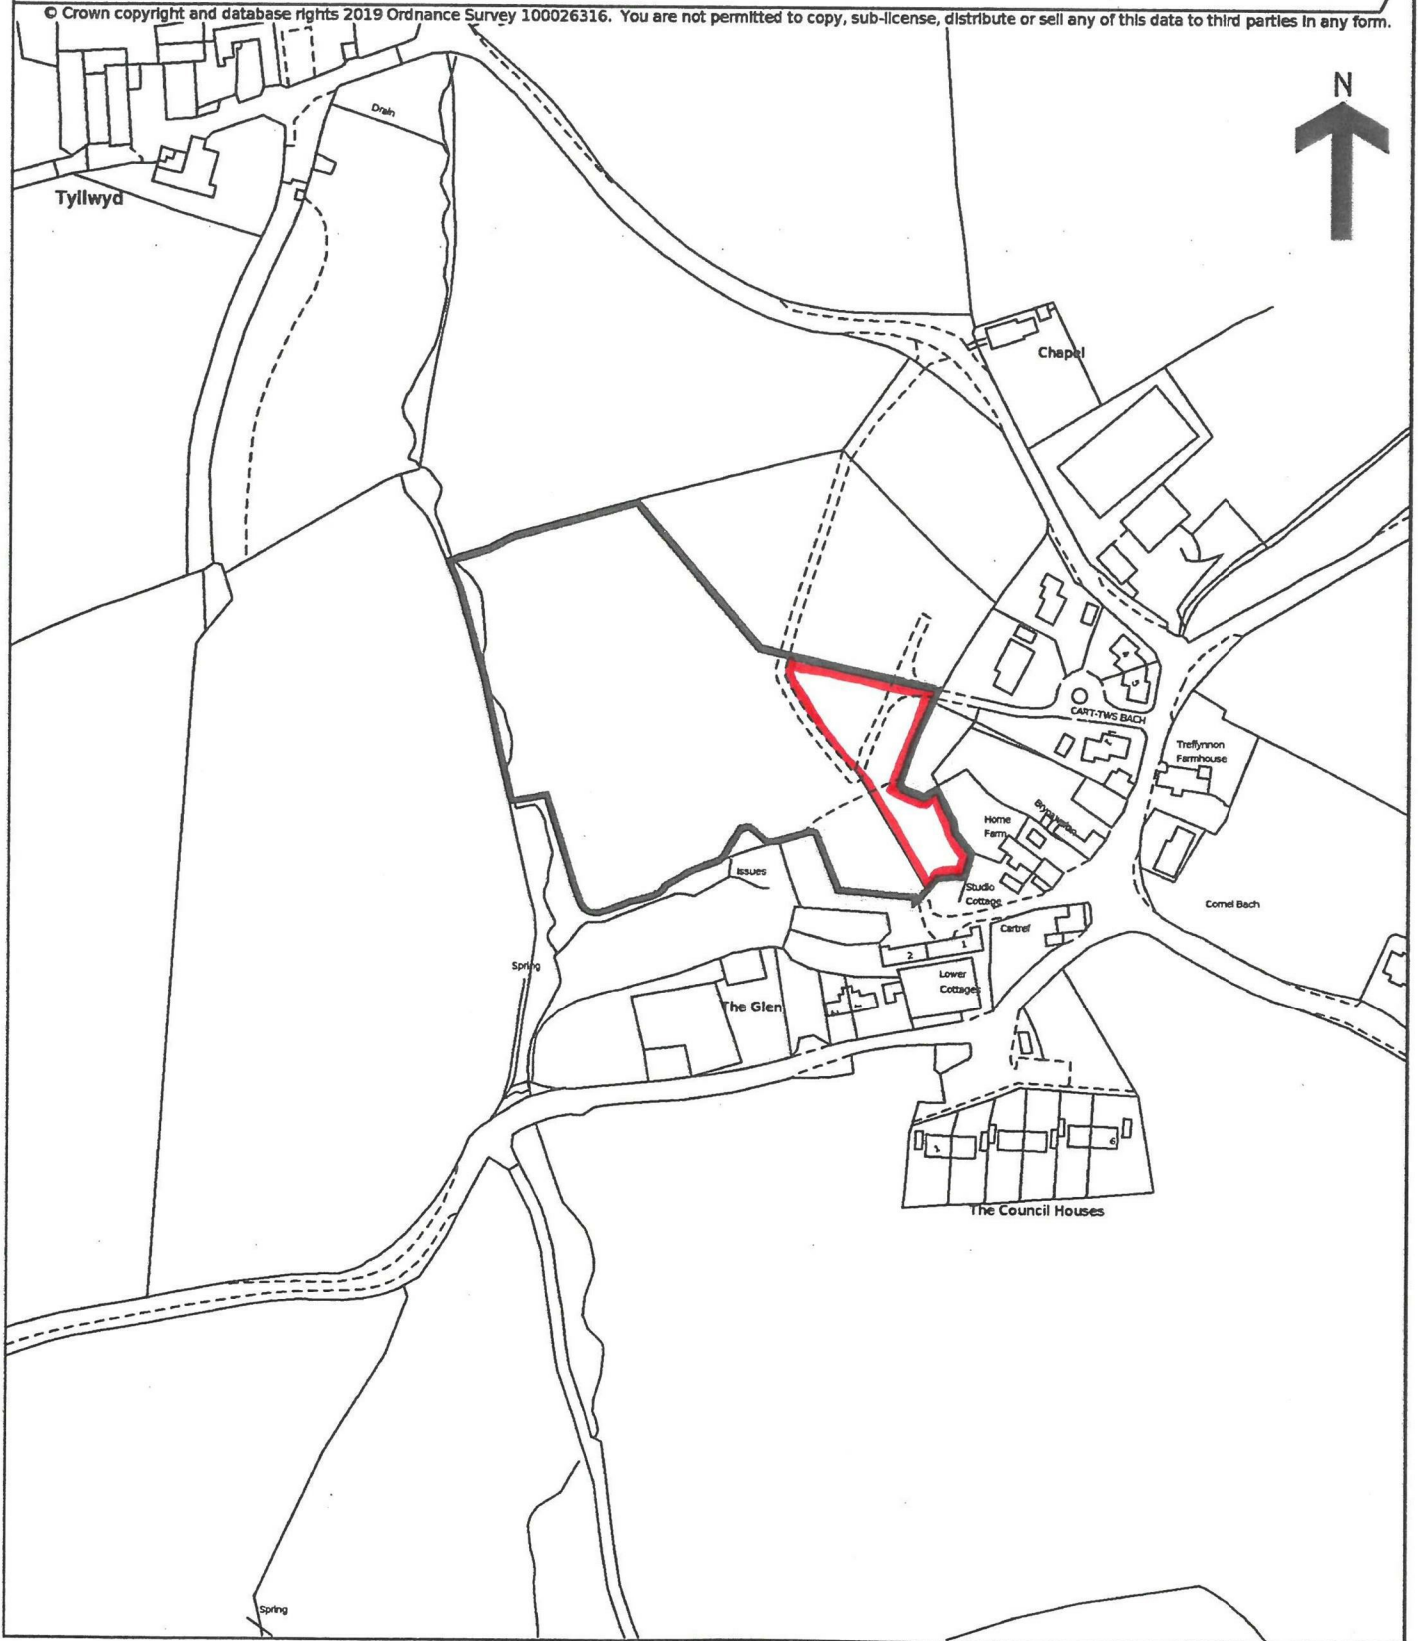 © Crown copyright and database rights 2019 Ordnance Survey 100026316. You are not permitted to copy, sub-license, distribute or sell any of this data to third parties in any form.
N
Drain
Tyllwyd
Chapel
CART-TWS BACH
Treflynnon
Farmhouse
Home
Farm
Issues
Studio
Cottage
Cornel Bach
Cartref
1
2
Spring
Lower
Cottages
The Glen
1
6
The Council Houses
Spring